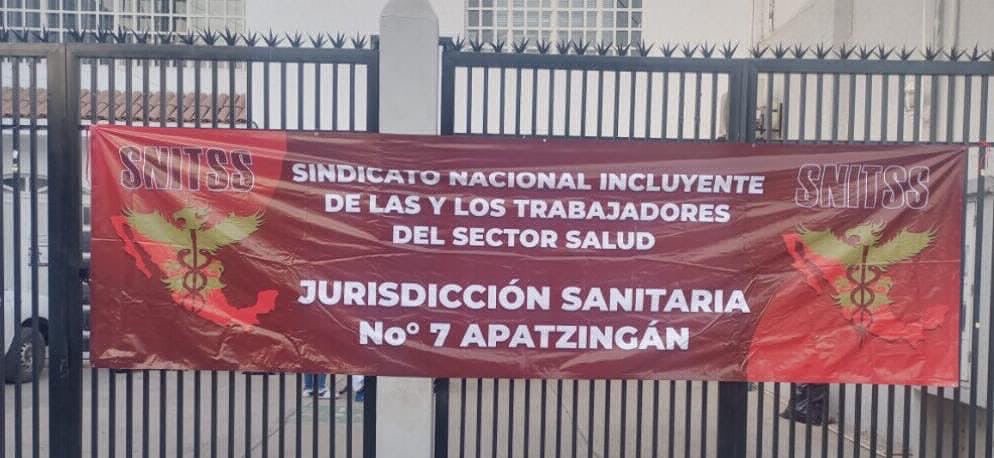 SNITSS
SINDICATO NACIONAL INCLUYENTE
DE LAS Y LOS TRABAJADORES
DEL SECTOR SALUD
JURISDICCIÓN SANITARIA
No° 7 APATZINGÁN
SNITSS